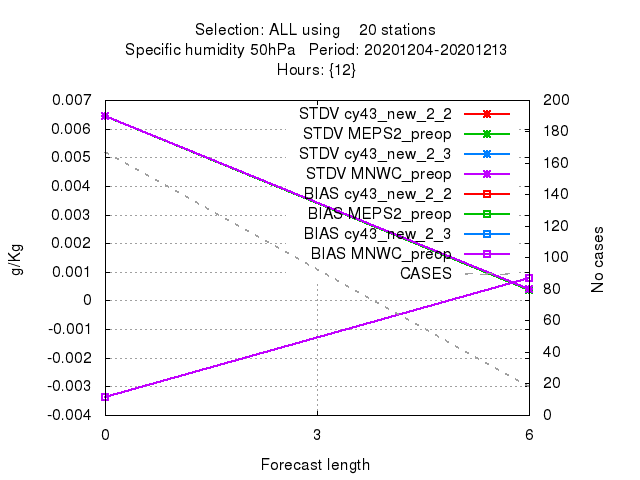 Selection: ALL using 20 stations
Specific humidity 50hPa Period: 20201204-20201213
Hours: {12}
0.007
0.006
0.005
0.004
0.003
0.002
0.001
0
-0.001
-0.002
-0.003
-0.004
g/Kg
STDV cy43_new_2_2
STDV MEPS2_preop
STDV cy43_new_2_3
STDV MNWC_preop
BIAS cy43_new_2_2
BIAS MEPS2_preop
BIAS cy43_new_2_3
BIAS MNWC_preop
CASES
200
180
160
140
120
100
80
60
40
20
0
No cases
0 3 6
Forecast length